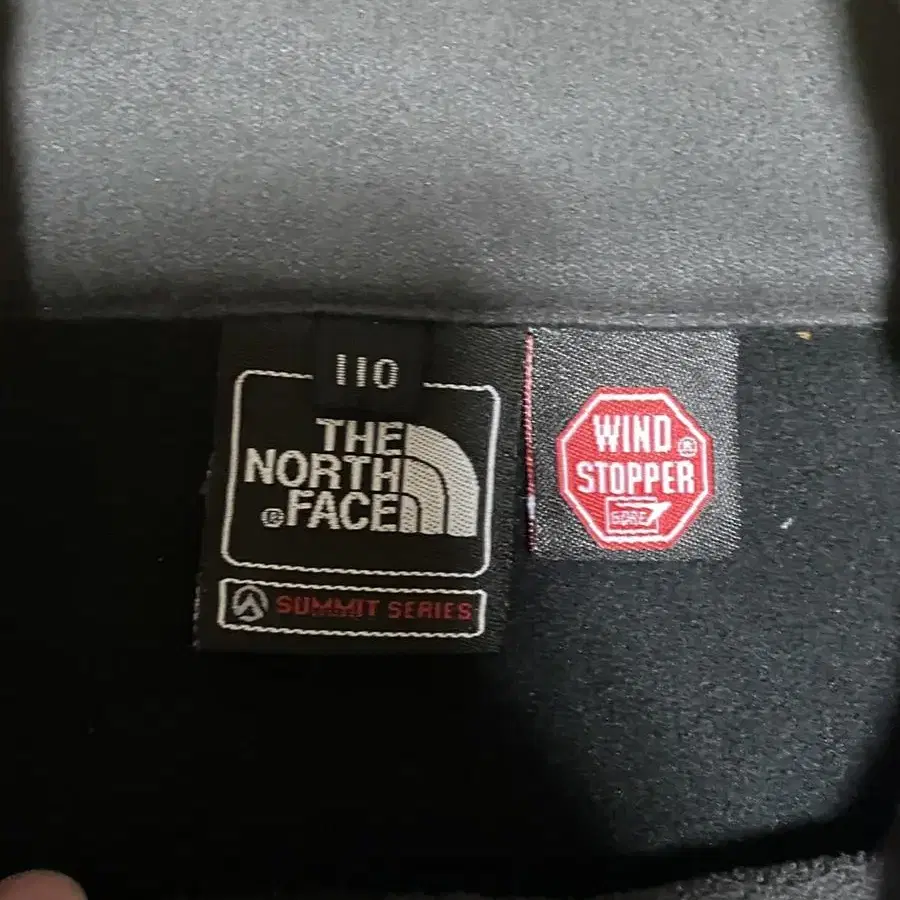 110
THE
NORTH
®FACE
SUMMIT SERIES
WIND®
STOPPER
GORE